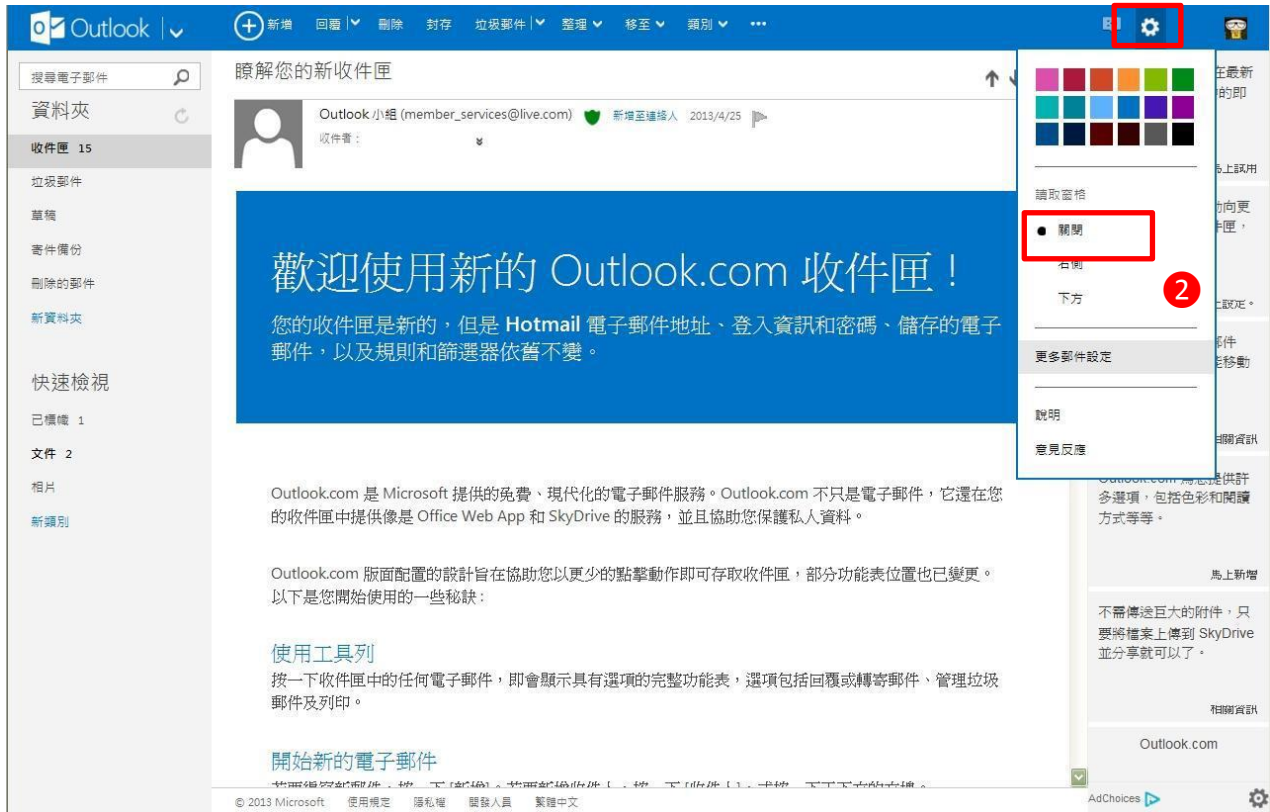 Outlook
新增 回覆 刪除 封存 垃圾郵件 整理 移至 類別 •••
搜尋電子郵件
資料夾
收件匣 15
垃圾郵件
草稿
寄件備份
刪除的郵件
新資料夾
快速檢視
已標幟 1
文件 2
相片
新類別
瞭解您的新收件匣
Outlook 小組 (member_services@live.com) 新增至連絡人 2013/4/25
收件者：
歡迎使用新的 Outlook.com 收件匣！
您的收件匣是新的，但是 Hotmail 電子郵件地址、登入資訊和密碼、儲存的電子
郵件，以及規則和篩選器依舊不變。
Outlook.com 是 Microsoft 提供的免費、現代化的電子郵件服務。Outlook.com 不只是電子郵件，它還在您
的收件匣中提供像是 Office Web App 和 SkyDrive 的服務，並且協助您保護私人資料。
Outlook.com 版面配置的設計旨在協助您以更少的點擊動作即可存取收件匣，部分功能表位置也已變更。
以下是您開始使用的一些秘訣：
使用工具列
按一下收件匣中的任何電子郵件，即會顯示具有選項的完整功能表，選項包括回覆或轉寄郵件、管理垃圾
郵件及列印。
開始新的電子郵件
© 2013 Microsoft 使用規定 隱私權 開發人員 繁體中文
讀取窗格
關閉
右側
下方
2
更多郵件設定
說明
意見反應
在最新
的即
馬上試用
動向更
件匣，
上設定。
郵件
能移動
相關資訊
Outlook.com 為您提供許
多選項，包括色彩和閱讀
方式等等。
馬上新增
不需傳送巨大的附件，只
要將檔案上傳到 SkyDrive
並分享就可以了。
相關資訊
Outlook.com
AdChoices